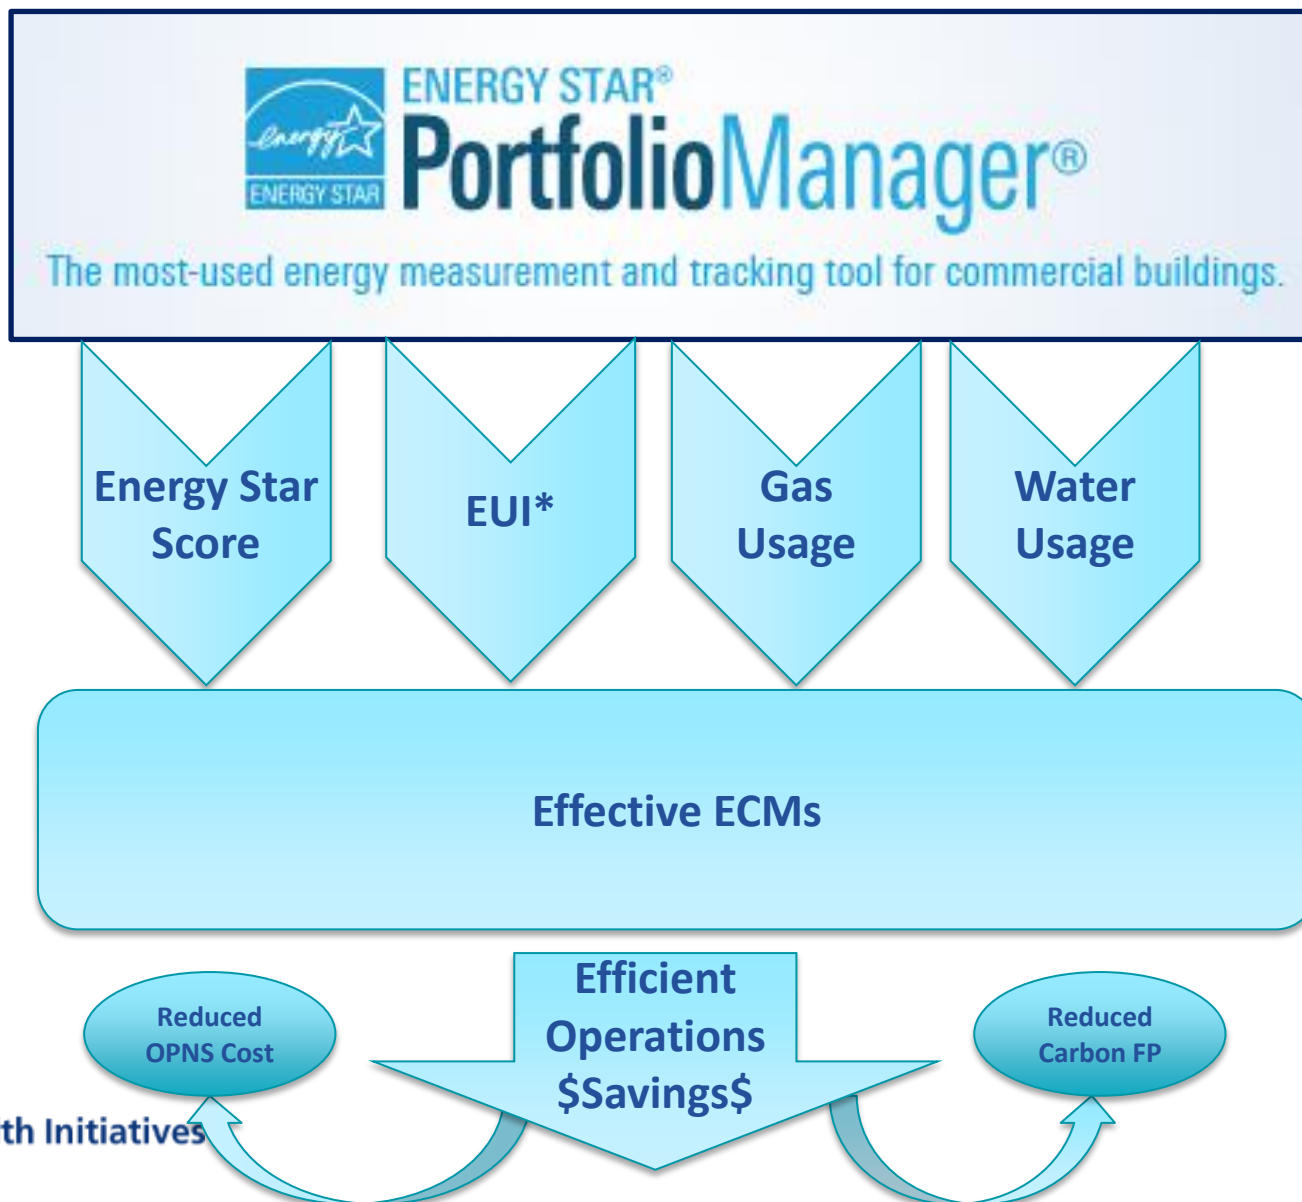 ENERGY STAR®
energy
ENERGY STAR
PortfolioManager®
The most-used energy measurement and tracking tool for commercial buildings.
Energy Star
Score
EUI*
Gas
Usage
Water
Usage
Effective ECMs
Efficient
Operations
$Savings$
Reduced
OPNS Cost
Reduced
Carbon FP
Initiatives